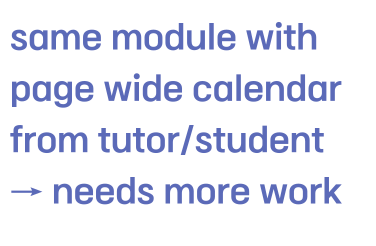 same module with
page wide calendar
from tutor/student
→ needs more work